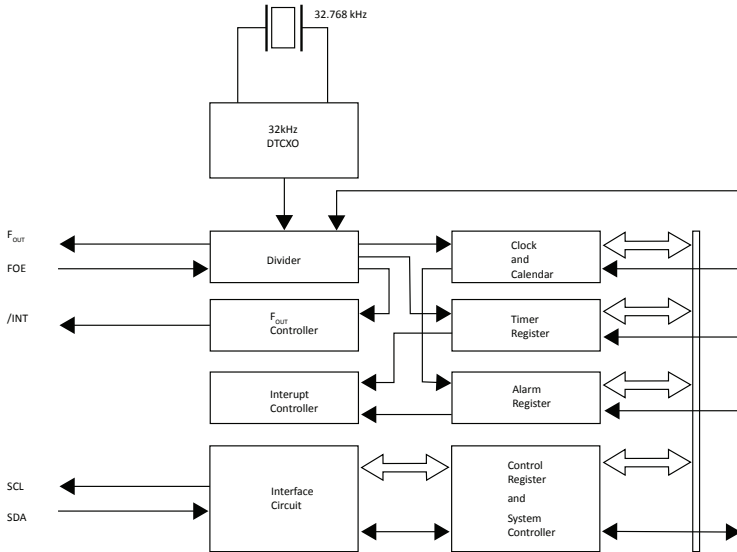 32.768 kHz
32kHz
DTCXO
FOUT
FOE
/INT
SCL
SDA
Divider
FOUT
Controller
Interupt
Controller
Interface
Circuit
Clock
and
Calendar
Timer
Register
Alarm
Register
Control
Register
and
System
Controller